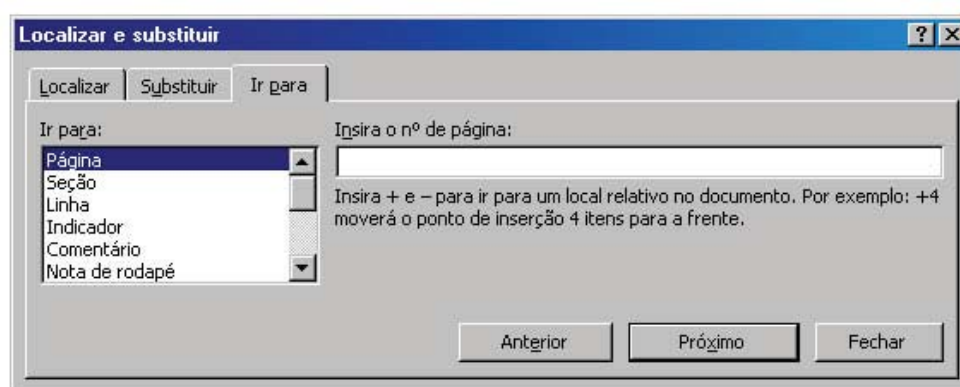 Localizar e substituir
Localizar Substituir Ir para
Ir para:
Página
Seção
Linha
Indicador
Comentário
Nota de rodapé
Insira o nº de página:
Insira + e – para ir para um local relativo no documento. Por exemplo: +4
moverá o ponto de inserção 4 itens para a frente.
Anterior Próximo Fechar